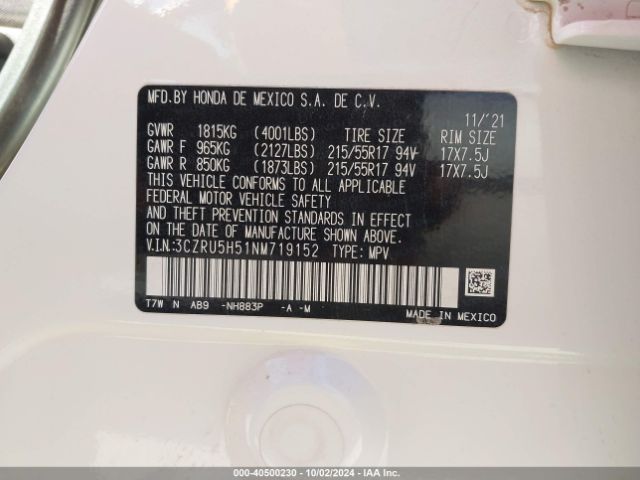 MFD.BY HONDA DE MEXICO S.A. DE C.V. 11/'21
GVWR 1815KG (4001LBS) TIRE SIZE RIM SIZE
GAWR F 965KG (2127LBS) 215/55R17 94V 17X7.5J
GAWR R 850KG (1873LBS) 215/55R17 94V 17X7.5J
THIS VEHICLE CONFORMS TO ALL APPLICABLE
FEDERAL MOTOR VEHICLE SAFETY
AND THEFT PREVENTION STANDARDS IN EFFECT
ON THE DATE OF MANUFACTURE SHOWN ABOVE.
V.I.N.:3CZRU5H51NM719152 TYPE: MPV
T7W N AB9 -NH883P -A -M
MADE IN MEXICO
000-40500230 - 10/02/2024 - IAAI.COM